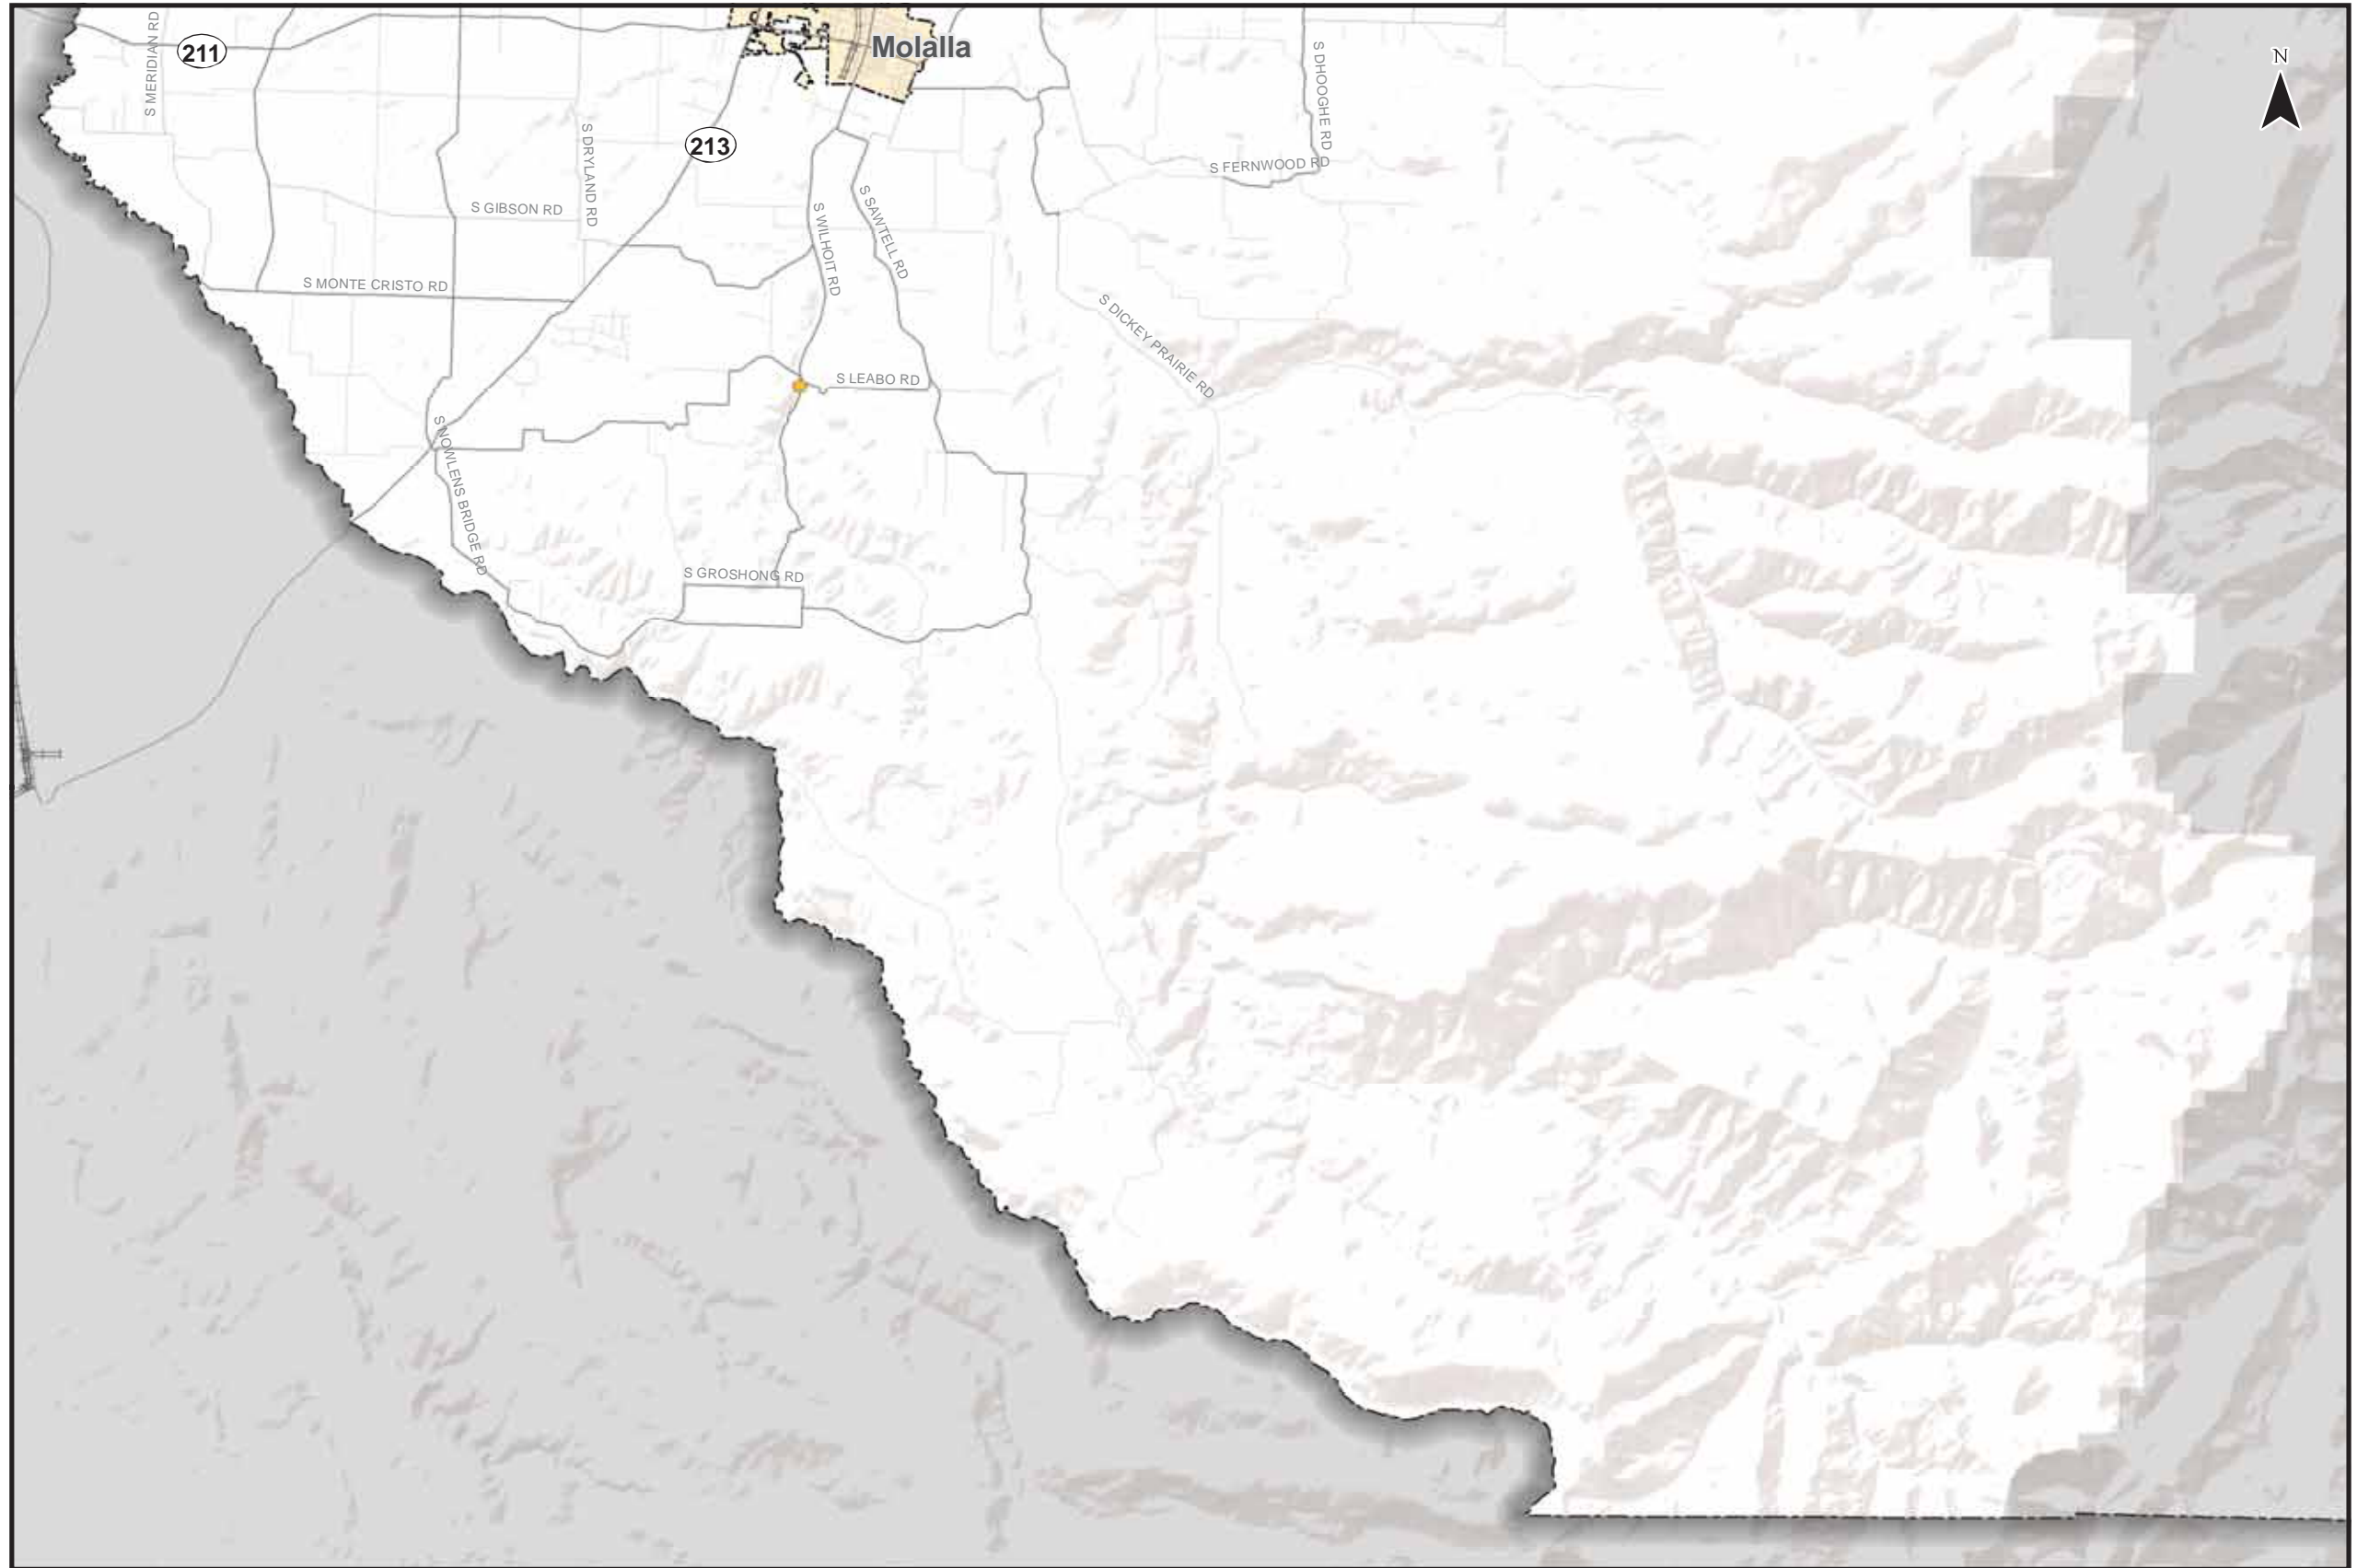 S MERIDIAN RD
211
Molalla
N
S DHOOGHE RD
213
S DRYLAND RD
S FERNWOOD RD
S GIBSON RD
S WILHOIT RD
S SAWTELL RD
S MONTE CRISTO RD
S DICKEY PRAIRIE RD
S LEABO RD
S NOWLENS BRIDGE RD
S GROSHONG RD